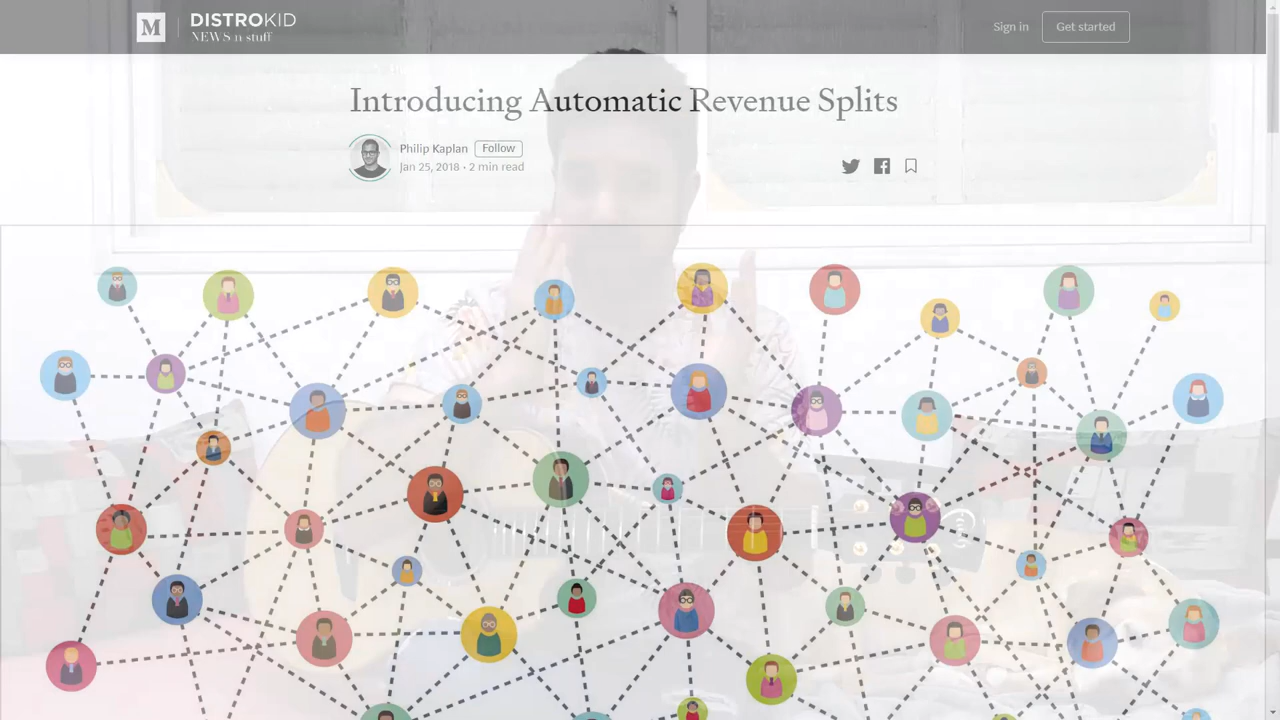 M DISTROKID
NEWS n stuff
Sign in
Get started
Introducing Automatic Revenue Splits
Philip Kaplan Follow
Jan 25, 2018 · 2 min read